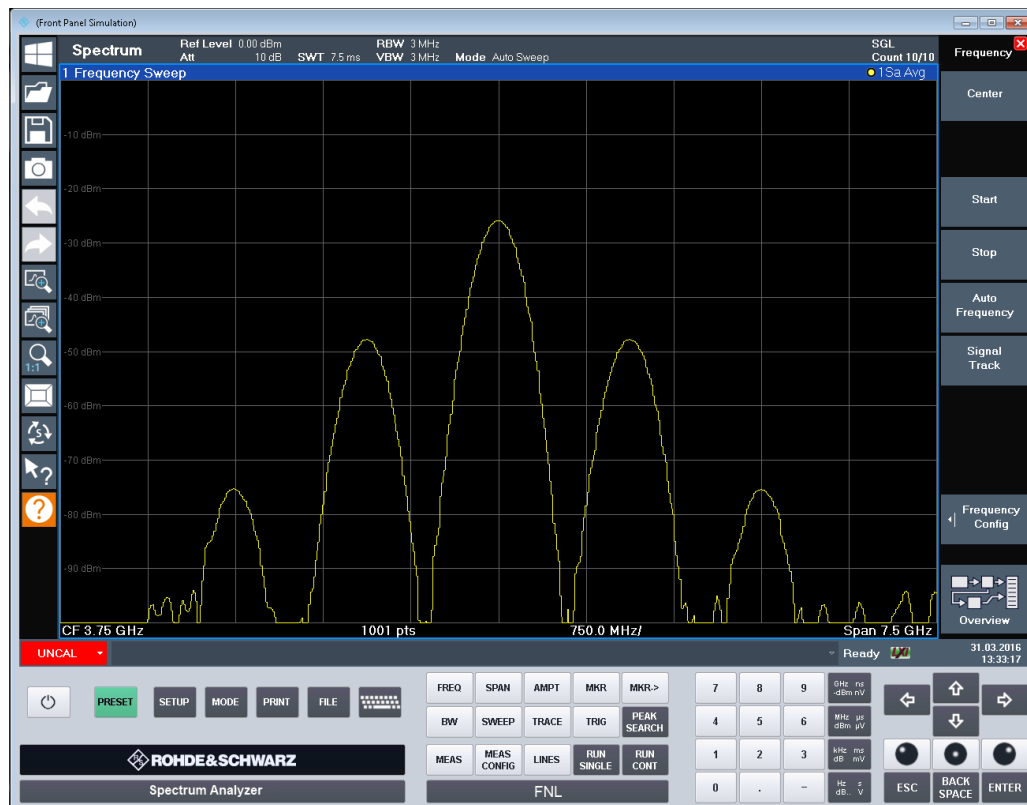 (Front Panel Simulation)
Spectrum
Ref Level 0.00 dBm RBW 3 MHz
Att 10 dB SWT 7.5 ms VBW 3 MHz Mode Auto Sweep
SGL
Count 10/10
Frequency
1 Frequency Sweep
1Sa Avg
-10 dBm
-20 dBm
-30 dBm
-40 dBm
-50 dBm
-60 dBm
-70 dBm
-80 dBm
-90 dBm
1:1
S
?
?
CF 3.75 GHz 1001 pts 750.0 MHz/ Span 7.5 GHz
Center
Start
Stop
Auto
Frequency
Signal
Track
Frequency
Config
Overview
UNCAL
Ready
31.03.2016
13:33:17
PRESET SETUP MODE PRINT FILE
ROHDE&SCHWARZ
Spectrum Analyzer
FREQ SPAN AMPT MKR MKR->
BW SWEEP TRACE TRIG PEAK SEARCH
MEAS MEAS CONFIG LINES RUN SINGLE RUN CONT
FNL
7 8 9 GHz ns
-dBm nV
4 5 6 MHz µs
dBm µV
1 2 3 kHz ms
dB mV
0 . - Hz s
dB.. V
ESC BACK SPACE ENTER